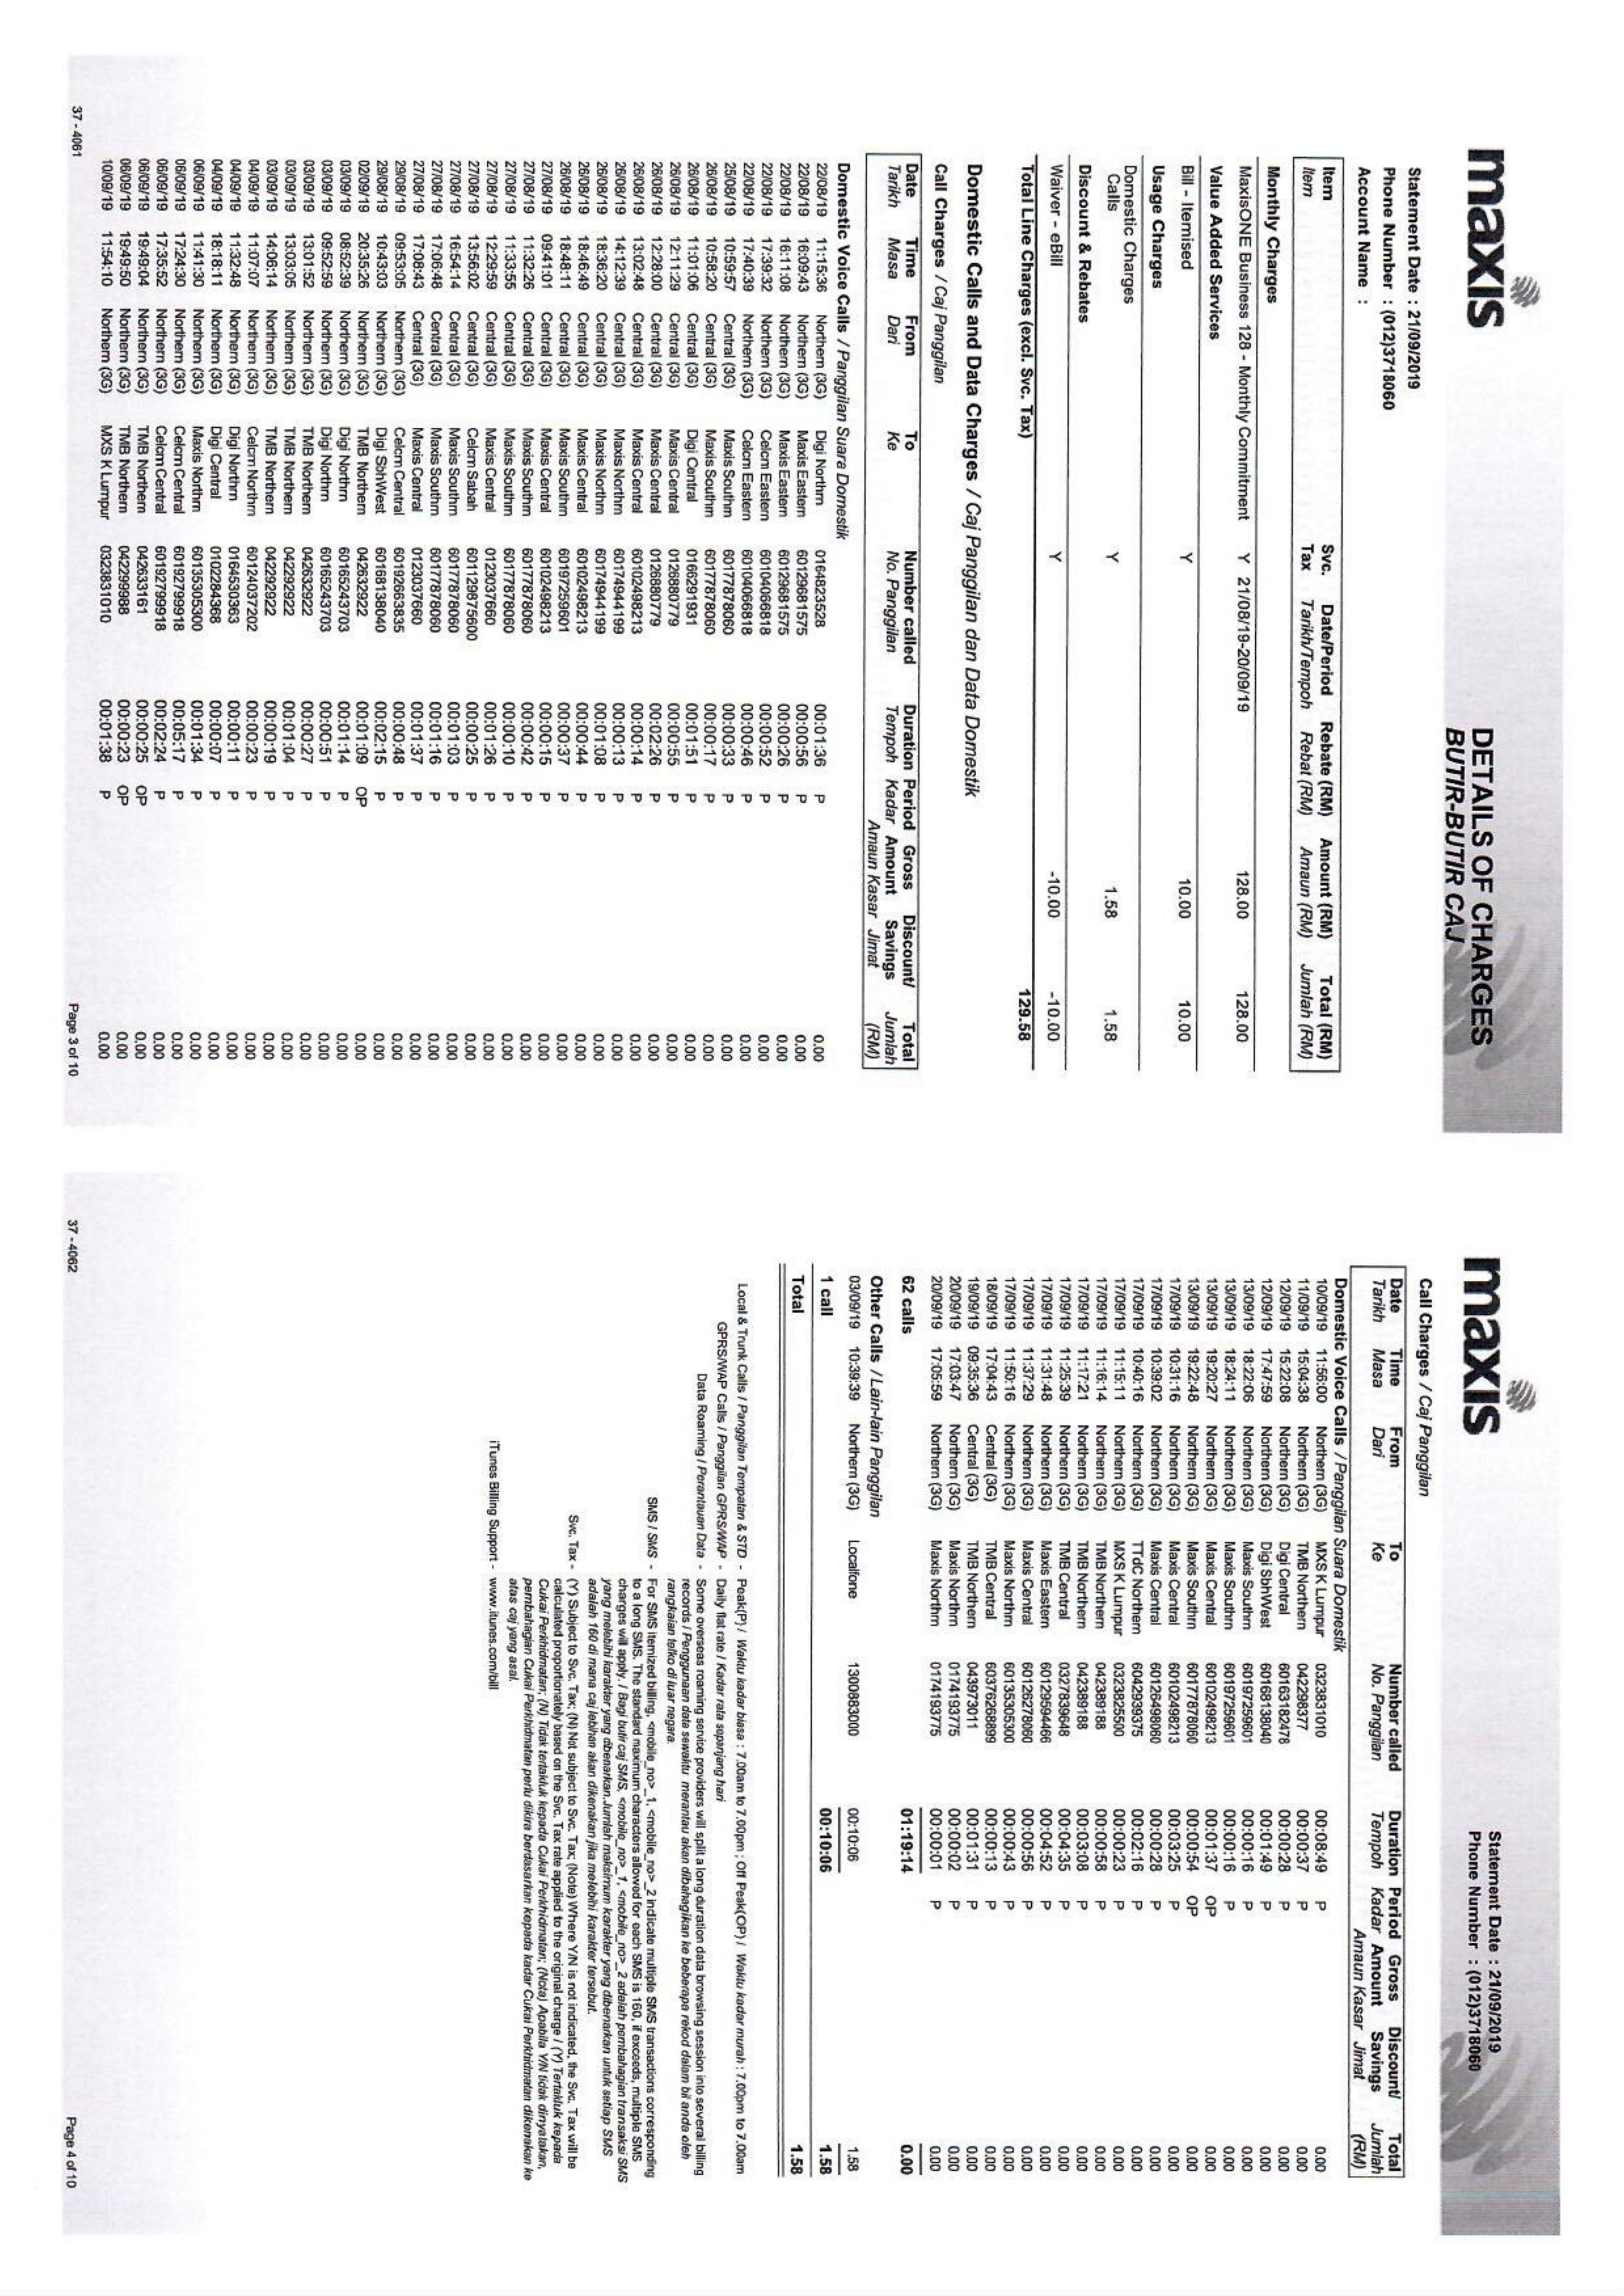 maxis
DETAILS OF CHARGES
BUTIR-BUTIR CAJ
Statement Date : 21/09/2019
Phone Number : (012)3718060
Account Name :
Item Svc. Date/Period Rebate (RM) Amount (RM) Total (RM)
Item Tax Tarikh/Tempoh Rebat (RM) Amaun (RM) Jumlah (RM)
Monthly Charges
MaxisONE Business 128 - Monthly Commitment Y 21/08/19-20/09/19 128.00 128.00
Value Added Services
Bill - Itemised Y 10.00 10.00
Usage Charges
Domestic Charges
Calls Y 1.58 1.58
Discount & Rebates
Waiver - eBill Y -10.00 -10.00
Total Line Charges (excl. Svc. Tax) 129.58
Domestic Calls and Data Charges / Caj Panggilan dan Data Domestik
Call Charges / Caj Panggilan
Date Time From To Number called Duration Period Gross Discount/ Total
Tarikh Masa Dari Ke No. Panggilan Tempoh Kadar Amount Savings Jumlah
Amaun Kasar Jimat (RM)
Domestic Voice Calls / Panggilan Suara Domestik
22/08/19 11:15:36 Northern (3G) Digi Northrn 0164823528 00:01:36 P 0.00
22/08/19 16:09:43 Northern (3G) Maxis Eastern 60129681575 00:00:56 P 0.00
22/08/19 16:11:08 Northern (3G) Maxis Eastern 60129681575 00:00:26 P 0.00
22/08/19 17:39:32 Northern (3G) Celcm Eastern 60104066818 00:00:52 P 0.00
22/08/19 17:40:39 Northern (3G) Celcm Eastern 60104066818 00:00:46 P 0.00
25/08/19 10:59:57 Central (3G) Maxis Southrn 60177878060 00:00:33 P 0.00
26/08/19 10:58:20 Central (3G) Maxis Southrn 60177878060 00:00:17 P 0.00
26/08/19 11:01:06 Central (3G) Digi Central 0166291931 00:01:51 P 0.00
26/08/19 12:11:29 Central (3G) Maxis Central 0126880779 00:00:55 P 0.00
26/08/19 12:28:00 Central (3G) Maxis Central 0126880779 00:02:26 P 0.00
26/08/19 13:02:48 Central (3G) Maxis Central 60102498213 00:00:14 P 0.00
26/08/19 14:12:39 Central (3G) Maxis Northrn 60174944199 00:00:13 P 0.00
26/08/19 18:36:20 Central (3G) Maxis Northrn 60174944199 00:01:08 P 0.00
26/08/19 18:46:49 Central (3G) Maxis Central 60102498213 00:00:44 P 0.00
26/08/19 18:48:11 Central (3G) Maxis Southrn 60197259601 00:00:37 P 0.00
27/08/19 09:41:01 Central (3G) Maxis Central 60102498213 00:00:15 P 0.00
27/08/19 11:32:26 Central (3G) Maxis Southrn 60177878060 00:00:42 P 0.00
27/08/19 11:33:55 Central (3G) Maxis Southrn 60177878060 00:00:10 P 0.00
27/08/19 12:29:59 Central (3G) Maxis Central 0123037660 00:01:26 P 0.00
27/08/19 13:56:02 Central (3G) Celcm Sabah 601129875600 00:00:25 P 0.00
27/08/19 16:54:14 Central (3G) Maxis Southrn 60177878060 00:01:03 P 0.00
27/08/19 17:06:48 Central (3G) Maxis Southrn 60177878060 00:01:16 P 0.00
27/08/19 17:08:43 Central (3G) Maxis Central 0123037660 00:01:37 P 0.00
29/08/19 09:53:05 Northern (3G) Celcm Central 60192663835 00:00:48 P 0.00
29/08/19 10:43:03 Northern (3G) Digi SbhWest 60168138040 00:02:15 P 0.00
02/09/19 20:35:26 Northern (3G) TMB Northern 042632922 00:01:09 OP 0.00
03/09/19 08:52:39 Northern (3G) Digi Northrn 60165243703 00:01:14 P 0.00
03/09/19 09:52:59 Northern (3G) Digi Northrn 60165243703 00:00:51 P 0.00
03/09/19 13:01:52 Northern (3G) TMB Northern 042632922 00:00:27 P 0.00
03/09/19 13:03:05 Northern (3G) TMB Northern 042292922 00:01:04 P 0.00
03/09/19 14:06:14 Northern (3G) TMB Northern 042292922 00:00:19 P 0.00
04/09/19 11:07:07 Northern (3G) Celcm Northrn 60124037202 00:00:23 P 0.00
04/09/19 11:32:48 Northern (3G) Digi Northrn 0164530363 00:00:11 P 0.00
04/09/19 18:18:11 Northern (3G) Digi Central 0102284368 00:00:07 P 0.00
06/09/19 11:41:30 Northern (3G) Maxis Northrn 60135305300 00:01:34 P 0.00
06/09/19 17:24:30 Northern (3G) Celcm Central 60192799918 00:05:17 P 0.00
06/09/19 17:35:52 Northern (3G) Celcm Central 60192799918 00:02:24 P 0.00
06/09/19 19:49:04 Northern (3G) TMB Northern 042633161 00:00:25 OP 0.00
06/09/19 19:49:50 Northern (3G) TMB Northern 042299988 00:00:23 OP 0.00
10/09/19 11:54:10 Northern (3G) MXS K Lumpur 0323831010 00:01:38 P 0.00
37 - 4061 Page 3 of 10
maxis
Statement Date : 21/09/2019
Phone Number : (012)3718060
Call Charges / Caj Panggilan
Date Time From To Number called Duration Period Gross Discount/ Total
Tarikh Masa Dari Ke No. Panggilan Tempoh Kadar Amount Savings Jumlah
Amaun Kasar Jimat (RM)
Domestic Voice Calls / Panggilan Suara Domestik
10/09/19 11:56:00 Northern (3G) MXS K Lumpur 0323831010 00:08:49 P 0.00
11/09/19 15:04:38 Northern (3G) TMB Northern 042298377 00:00:37 P 0.00
12/09/19 15:22:08 Northern (3G) Digi Central 60163182478 00:00:28 P 0.00
12/09/19 17:47:59 Northern (3G) Digi SbhWest 60168138040 00:01:49 P 0.00
13/09/19 18:22:06 Northern (3G) Maxis Southrn 60197259601 00:00:16 P 0.00
13/09/19 18:24:11 Northern (3G) Maxis Southrn 60197259601 00:00:16 P 0.00
13/09/19 19:20:27 Northern (3G) Maxis Central 60102498213 00:01:37 OP 0.00
13/09/19 19:22:48 Northern (3G) Maxis Southrn 60177878060 00:00:54 OP 0.00
17/09/19 10:31:16 Northern (3G) Maxis Central 60102498213 00:03:25 P 0.00
17/09/19 10:39:02 Northern (3G) Maxis Central 60126498060 00:00:28 P 0.00
17/09/19 10:40:16 Northern (3G) TTdC Northern 6042939375 00:02:16 P 0.00
17/09/19 11:15:11 Northern (3G) MXS K Lumpur 0323825500 00:00:23 P 0.00
17/09/19 11:16:14 Northern (3G) TMB Northern 042389188 00:01:58 P 0.00
17/09/19 11:17:21 Northern (3G) TMB Northern 042389188 00:03:08 P 0.00
17/09/19 11:25:39 Northern (3G) TMB Central 0327839648 00:04:35 P 0.00
17/09/19 11:31:48 Northern (3G) Maxis Eastern 60129694466 00:04:52 P 0.00
17/09/19 11:37:29 Northern (3G) Maxis Central 60126278060 00:00:56 P 0.00
17/09/19 11:50:16 Northern (3G) Maxis Northrn 60135305300 00:00:43 P 0.00
18/09/19 17:04:43 Central (3G) TMB Central 60376268899 00:00:13 P 0.00
19/09/19 09:35:36 Central (3G) TMB Northern 043973011 00:01:31 P 0.00
20/09/19 17:03:47 Northern (3G) Maxis Northrn 0174193775 00:00:02 P 0.00
20/09/19 17:05:59 Northern (3G) Maxis Northrn 0174193775 00:00:01 P 0.00
62 calls 01:19:14 0.00
Other Calls / Lain-lain Panggilan
03/09/19 10:39:39 Northern (3G) Localfone 1300883000 00:10:06 1.58
1 call 00:10:06 1.58
Total 1.58
Local & Trunk Calls / Panggilan Tempatan & STD - Peak(P) / Waktu kadar biasa : 7.00am to 7.00pm ; Off Peak(OP) / Waktu kadar murah : 7.00pm to 7.00am
GPRS/WAP Calls / Panggilan GPRS/WAP - Daily flat rate / Kadar rata sepanjang hari
Data Roaming / Perantauan Data - Some overseas roaming service providers will split a long duration data browsing session into several billing
records / Penggunaan data sewaktu merantau akan dibahagikan ke beberapa rekod dalam bil anda oleh
rangkaian telko di luar negara.
SMS / SMS - For SMS itemized billing, <mobile_no>_1, <mobile_no>_2 indicate multiple SMS transactions corresponding
to a long SMS. The standard maximum characters allowed for each SMS is 160, if exceeds, multiple SMS
charges will apply. / Bagi butir caj SMS, <mobile_no>_1, <mobile_no>_2 adalah pembahagian transaksi SMS
yang melebihi karakter yang dibenarkan.Jumlah maksimum karakter yang dibenarkan untuk setiap SMS
adalah 160 di mana caj lebihan akan dikenakan jika melebihi karakter tersebut.
Svc. Tax - (Y) Subject to Svc. Tax; (N) Not subject to Svc. Tax; (Note) Where Y/N is not indicated, the Svc. Tax will be
calculated proportionately based on the Svc. Tax rate applied to the original charge / (Y) Tertakluk kepada
Cukai Perkhidmatan; (N) Tidak tertakluk kepada Cukai Perkhidmatan; (Nota) Apabila Y/N tidak dinyatakan,
pembahagian Cukai Perkhidmatan perlu dikira berdasarkan kepada kadar Cukai Perkhidmatan dikenakan ke
atas caj yang asal.
iTunes Billing Support - www.itunes.com/bill
37 - 4062 Page 4 of 10